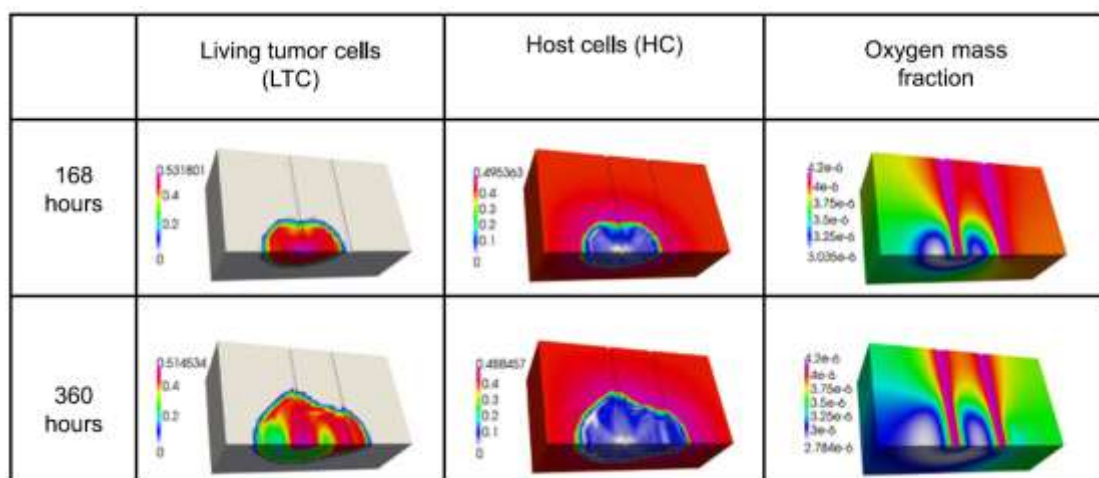 Living tumor cells
(LTC)
Host cells (HC)
Oxygen mass
fraction
168
hours
0.531801
0.4
0.2
0
0.495363
0.4
0.3
0.2
0.1
0
4.2e-6
4e-6
3.75e-6
3.5e-6
3.25e-6
3.035e-6
360
hours
0.514534
0.4
0.2
0
0.488457
0.4
0.3
0.2
0.1
0
4.2e-6
4e-6
3.75e-6
3.5e-6
3.25e-6
3e-6
2.784e-6